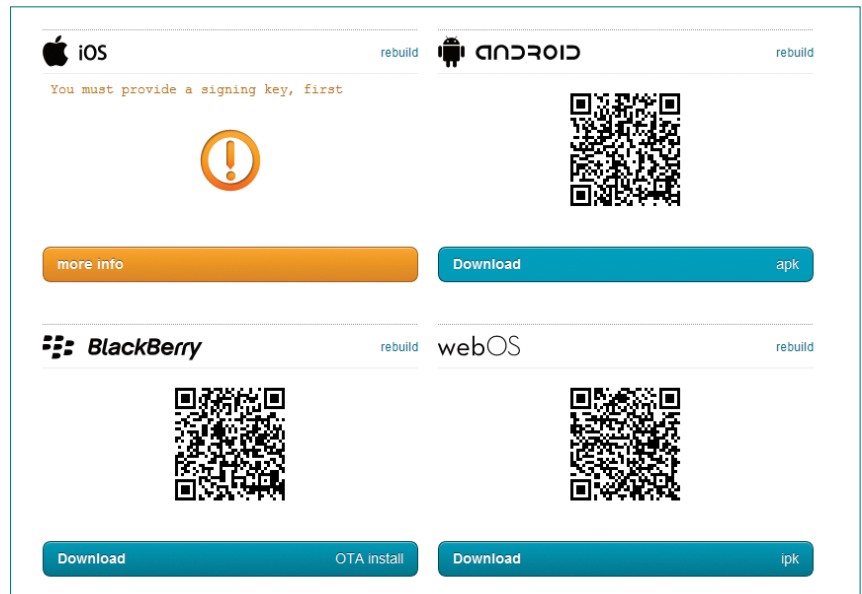 iOS rebuild
You must provide a signing key, first
more info
ANDROID rebuild
Download apk
BlackBerry rebuild
Download OTA install
webOS rebuild
Download ipk